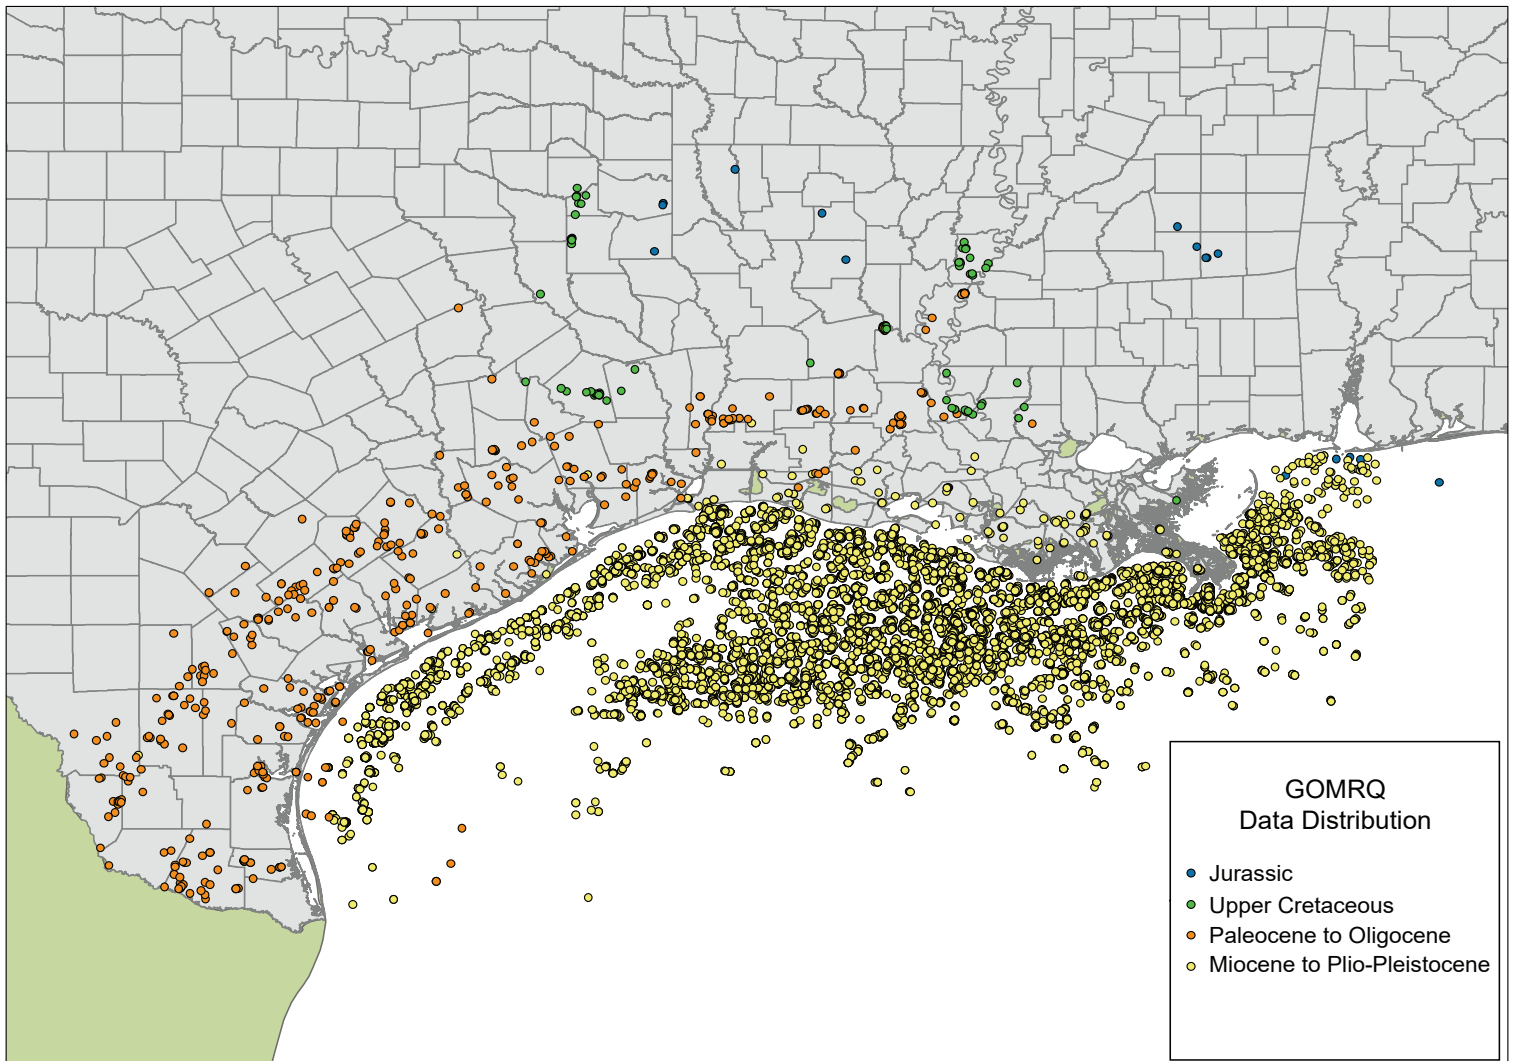 GOMRQ
Data Distribution
Jurassic
Upper Cretaceous
Paleocene to Oligocene
Miocene to Plio-Pleistocene